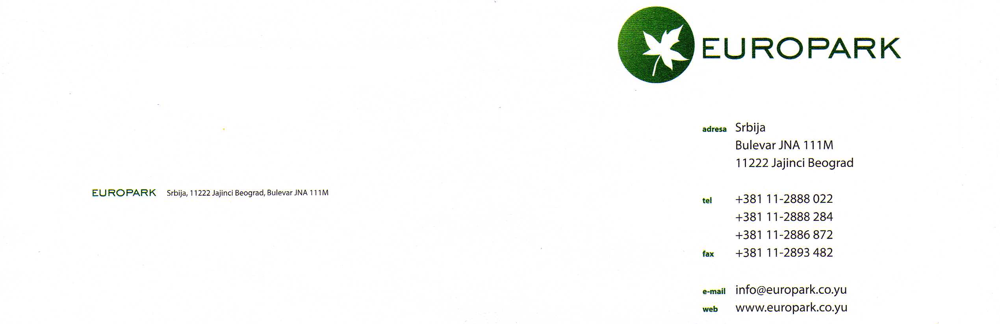 EUROPARK
adresa Srbija
Bulevar JNA 111M
11222 Jajinci Beograd
EUROPARK Srbija, 11222 Jajinci Beograd, Bulevar JNA 111M
tel +381 11-2888 022
+381 11-2888 284
+381 11-2886 872
fax +381 11-2893 482
e-mail info@europark.co.yu
web www.europark.co.yu